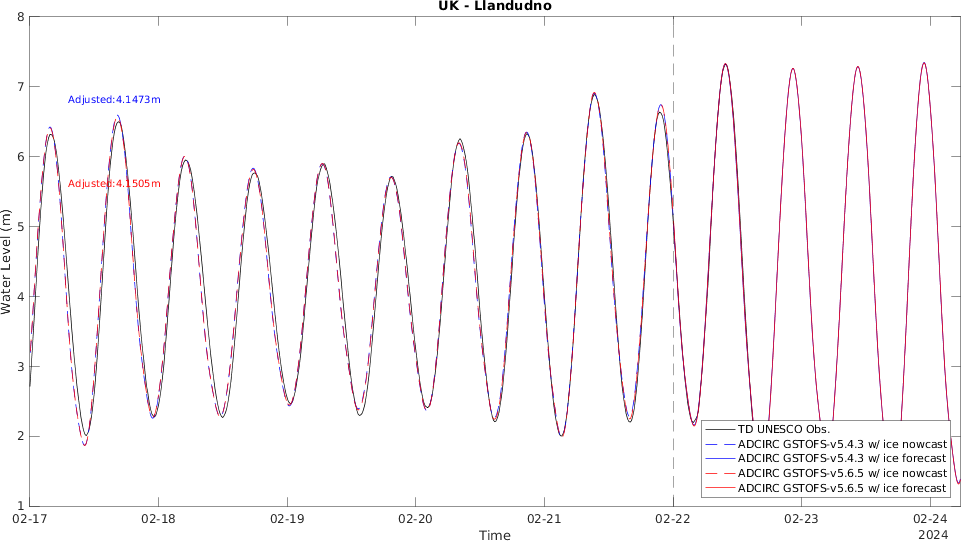 UK - Llandudno
8
7
6
5
4
3
2
1
Water Level (m)
Adjusted:4.1473m
Adjusted:4.1505m
TD UNESCO Obs.
ADCIRC GSTOFS-v5.4.3 w/ ice nowcast
ADCIRC GSTOFS-v5.4.3 w/ ice forecast
ADCIRC GSTOFS-v5.6.5 w/ ice nowcast
ADCIRC GSTOFS-v5.6.5 w/ ice forecast
02-17 02-18 02-19 02-20 02-21 02-22 02-23 02-24
Time
2024